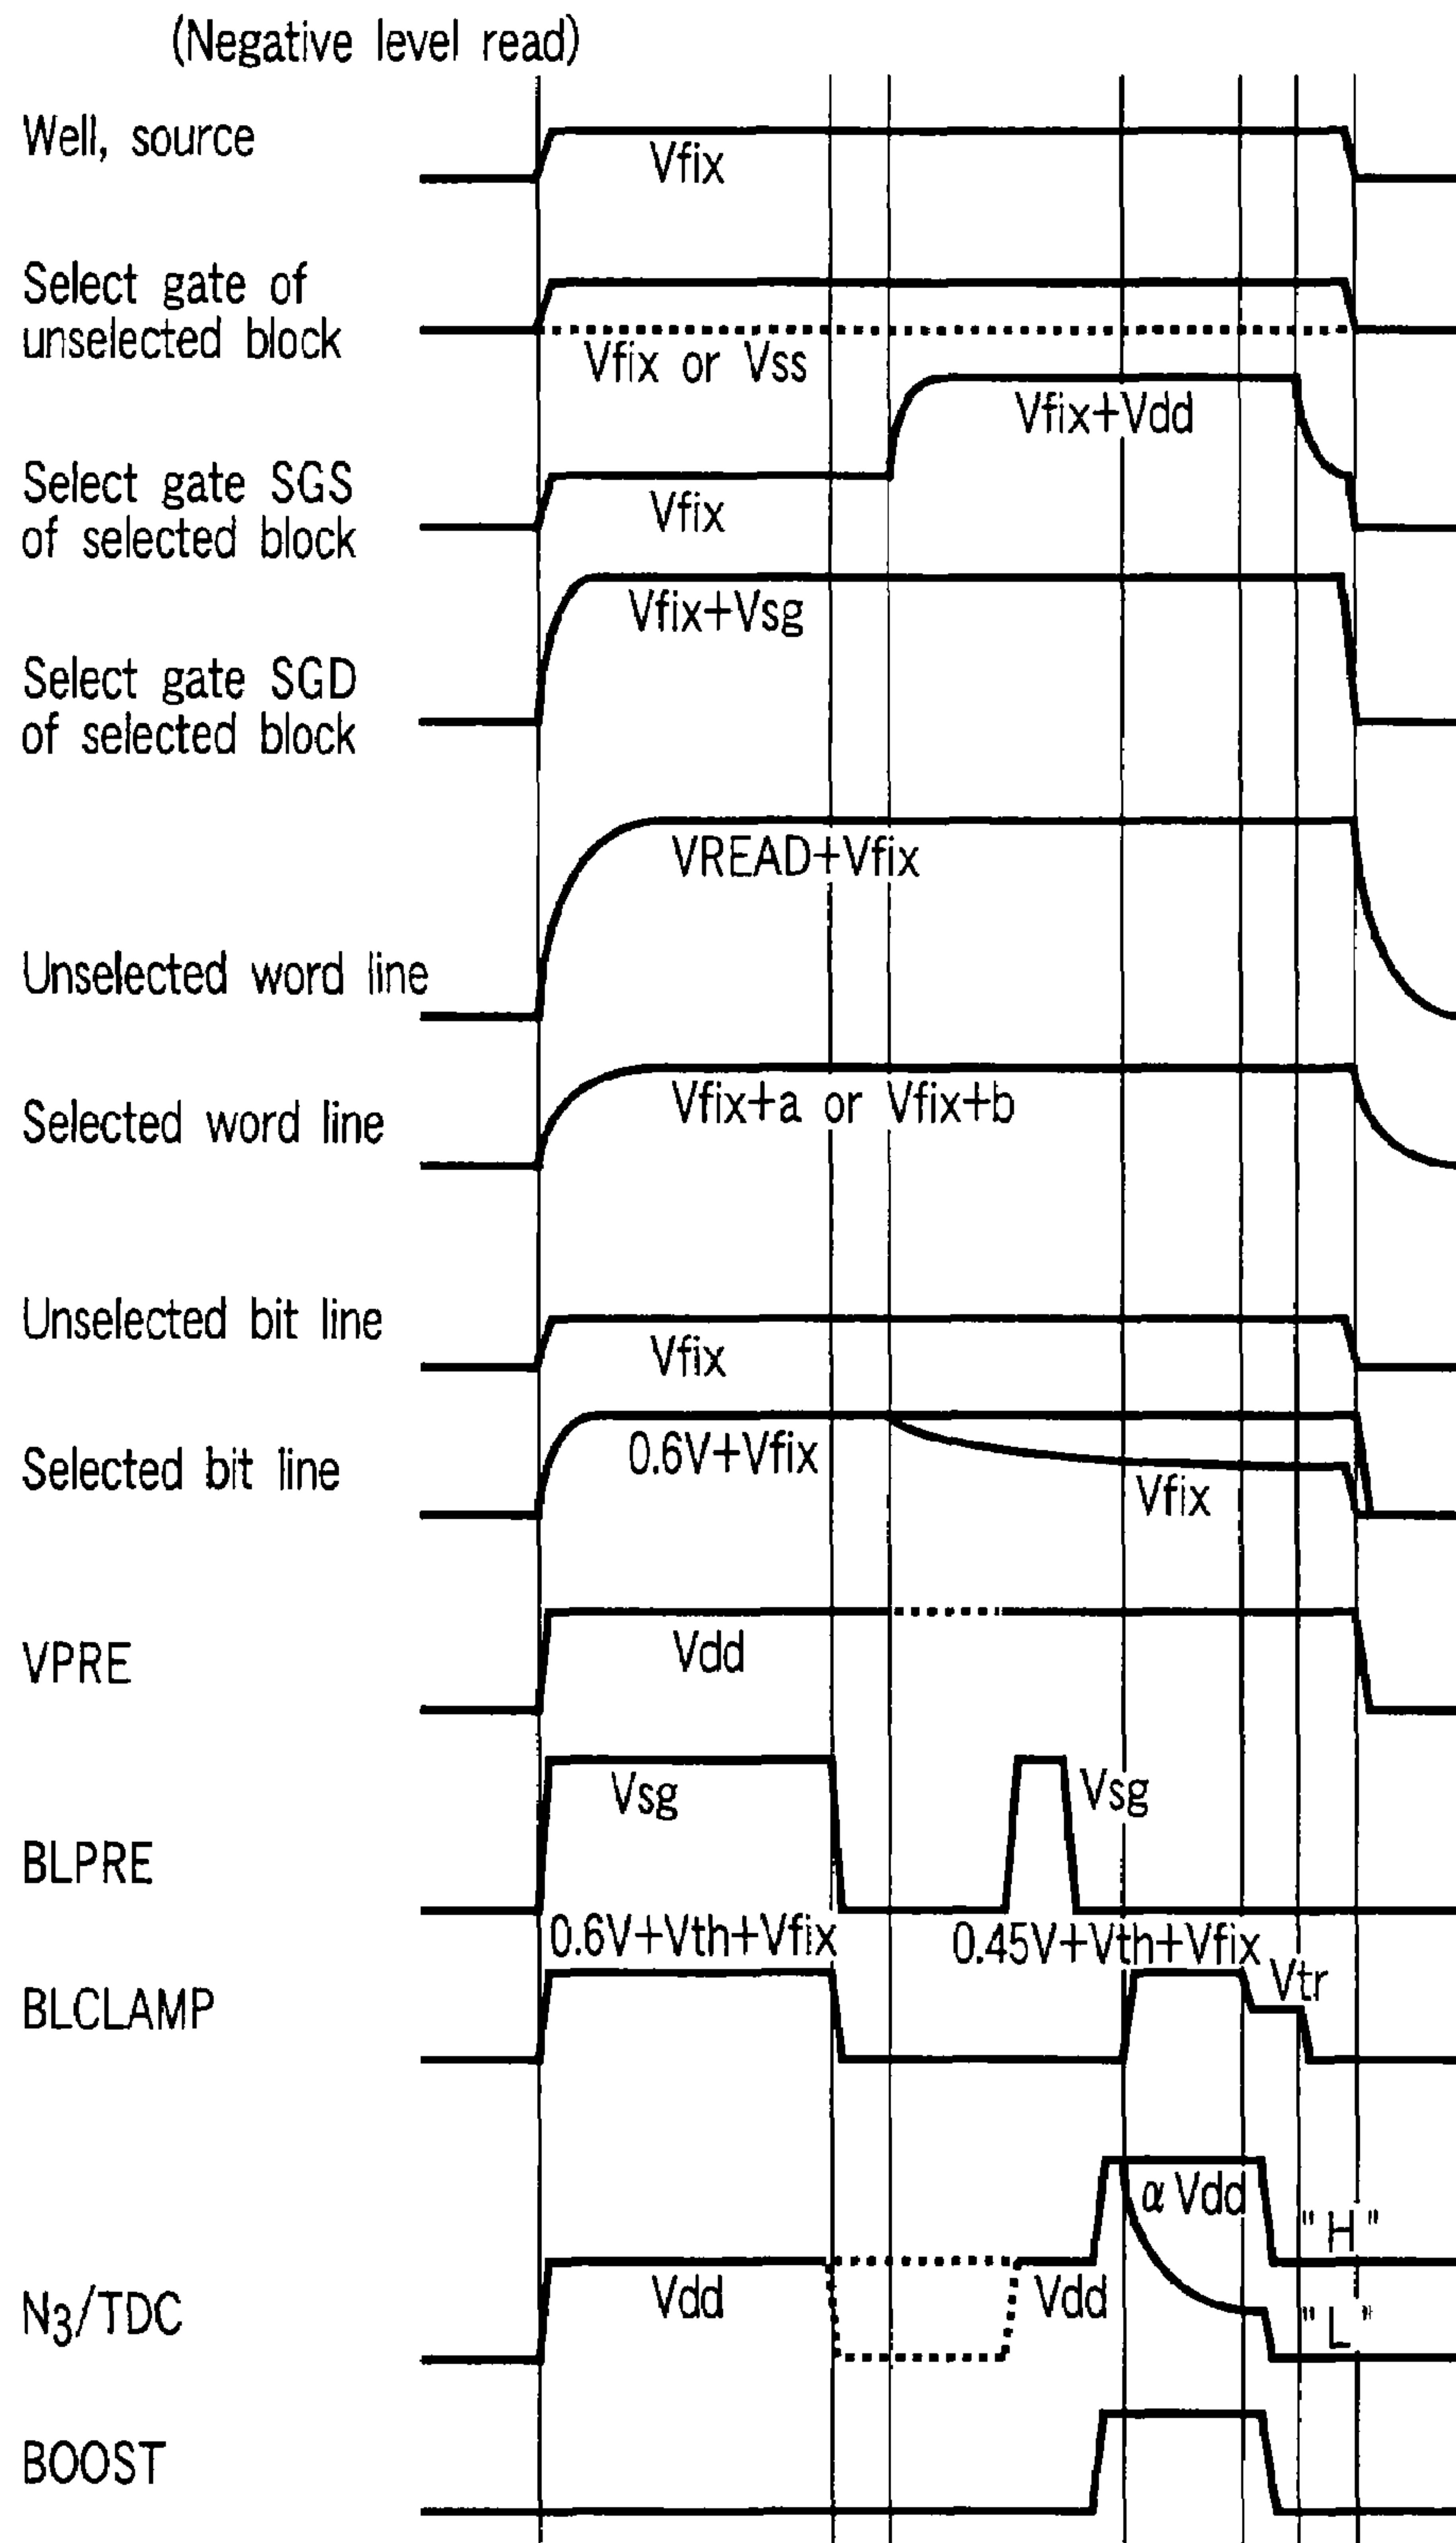 (Negative level read)
Well, source
Vfix
Select gate of
unselected block
Vfix or Vss
Vfix+Vdd
Select gate SGS
of selected block
Vfix
Vfix+Vsg
Select gate SGD
of selected block
VREAD+Vfix
Unselected word line
Vfix+a or Vfix+b
Selected word line
Unselected bit line
Vfix
0.6V+Vfix
Selected bit line
Vfix
VPRE
Vdd
Vsg
Vsg
BLPRE
0.6V+Vth+Vfix
0.45V+Vth+Vfix
Vtr
BLCLAMP
α Vdd
"H"
N3/TDC
Vdd
Vdd
"L"
BOOST